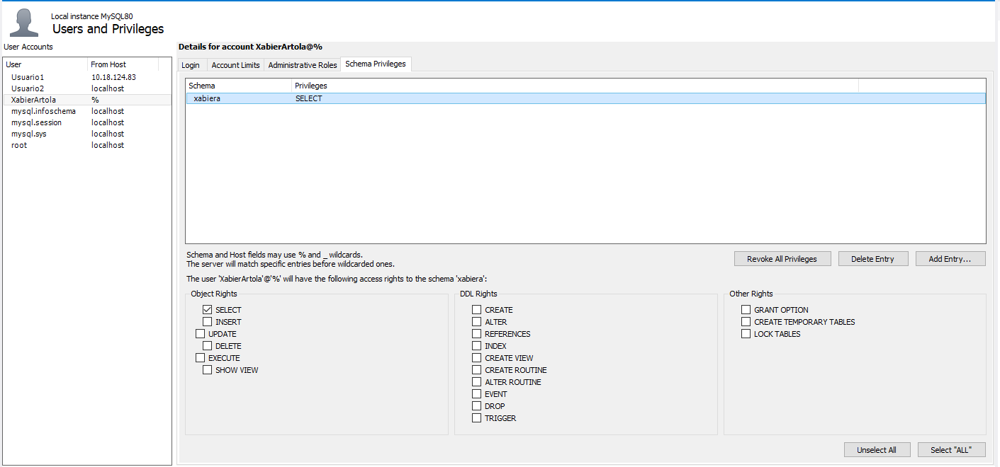 Local instance MySQL80
Users and Privileges
User Accounts
User From Host
Usuario1 10.18.124.83
Usuario2 localhost
XabierArtola %
mysql.infoschema localhost
mysql.session localhost
mysql.sys localhost
root localhost
Details for account XabierArtola@%
Login Account Limits Administrative Roles Schema Privileges
Schema Privileges
xabiera SELECT
Schema and Host fields may use % and _ wildcards.
The server will match specific entries before wildcarded ones.
Revoke All Privileges Delete Entry Add Entry...
The user 'XabierArtola'@'%' will have the following access rights to the schema 'xabiera':
Object Rights
SELECT
INSERT
UPDATE
DELETE
EXECUTE
SHOW VIEW
DDL Rights
CREATE
ALTER
REFERENCES
INDEX
CREATE VIEW
CREATE ROUTINE
ALTER ROUTINE
EVENT
DROP
TRIGGER
Other Rights
GRANT OPTION
CREATE TEMPORARY TABLES
LOCK TABLES
Unselect All Select "ALL"